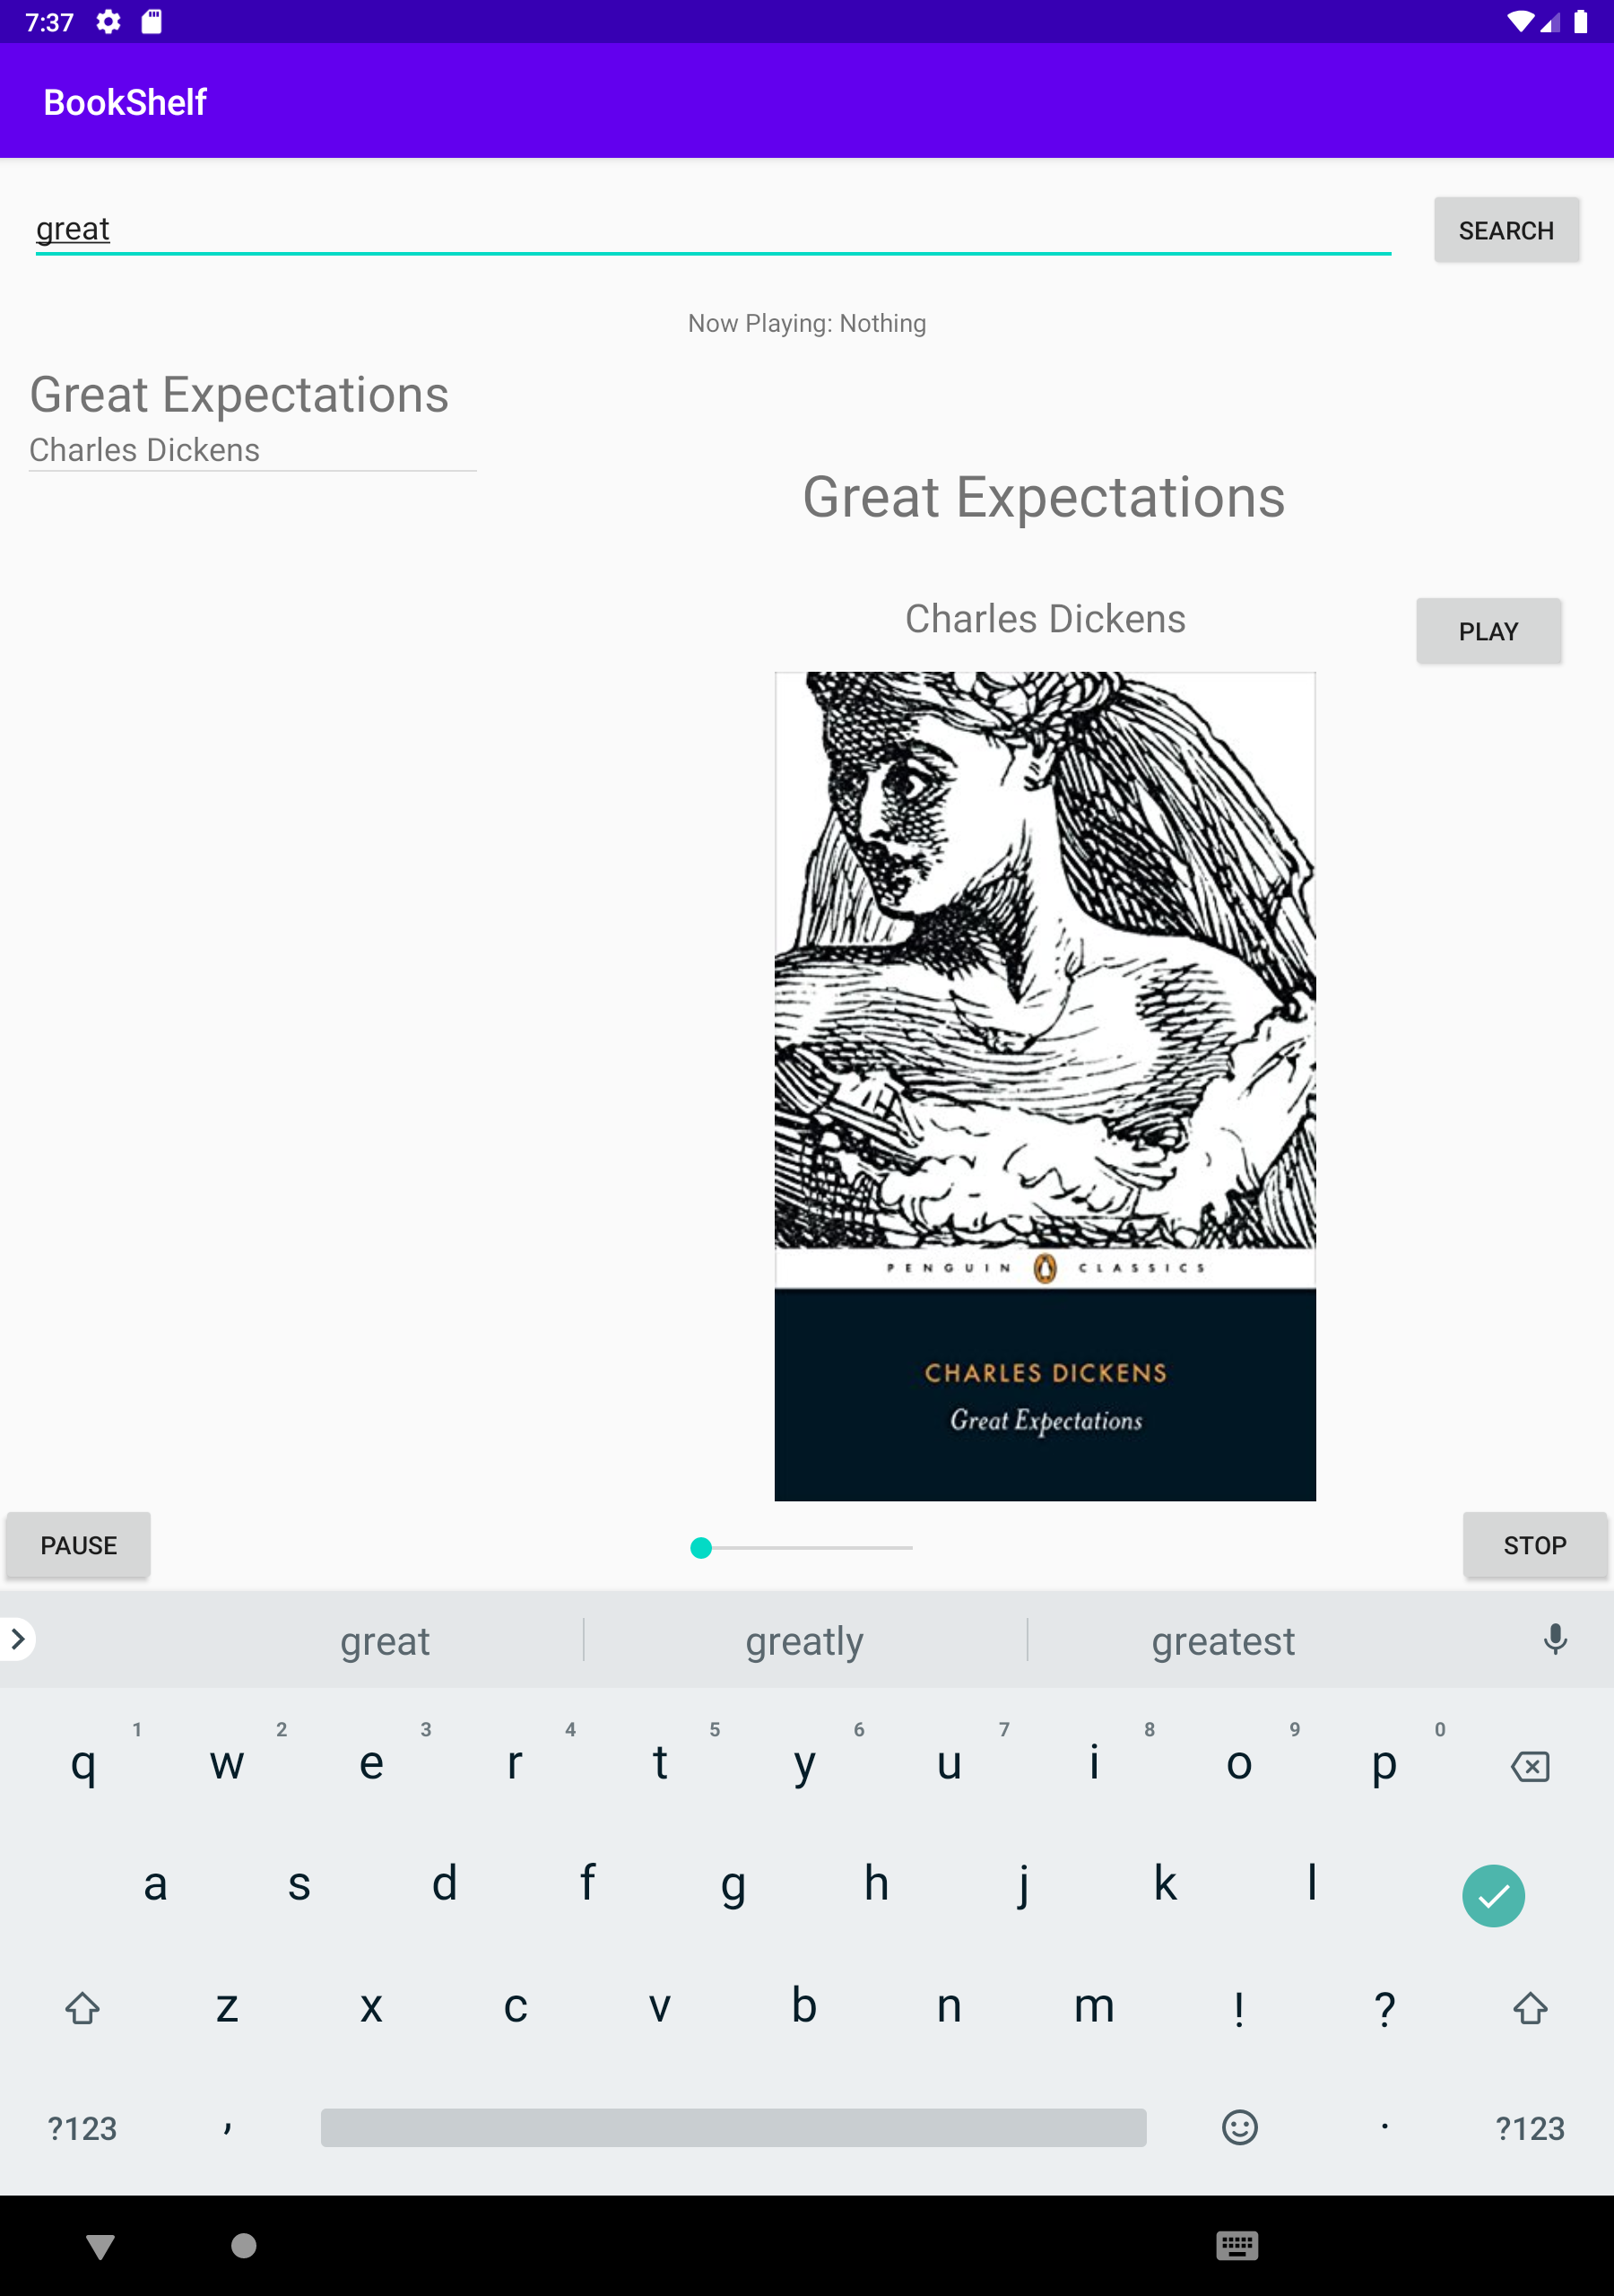 7:37
BookShelf
great
SEARCH
Now Playing: Nothing
Great Expectations
Charles Dickens
Great Expectations
Charles Dickens
PLAY
PENGUIN CLASSICS
CHARLES DICKENS
Great Expectations
PAUSE
STOP
great greatly greatest
1 2 3 4 5 6 7 8 9 0
q w e r t y u i o p
a s d f g h j k l
z x c v b n m ! ?
?123 , . ?123